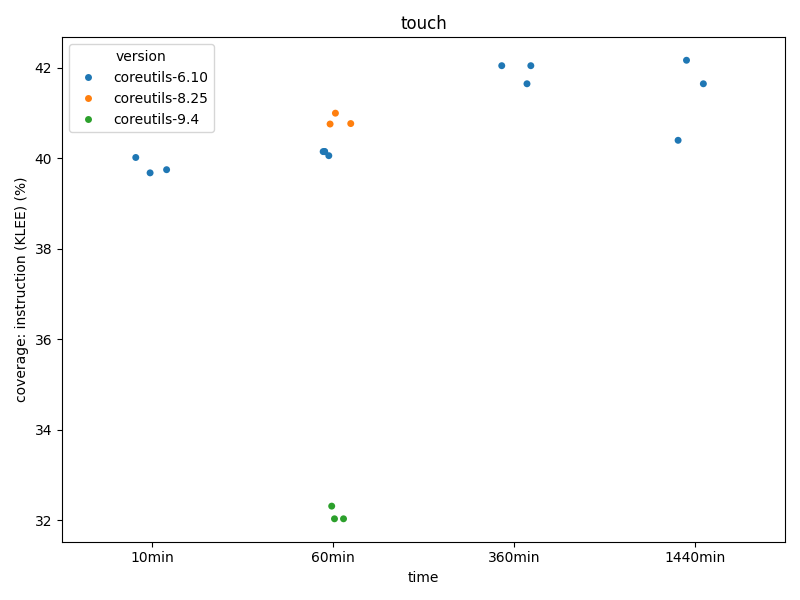 touch
version
coreutils-6.10
coreutils-8.25
coreutils-9.4
coverage: instruction (KLEE) (%)
42
40
38
36
34
32
10min
60min
360min
1440min
time